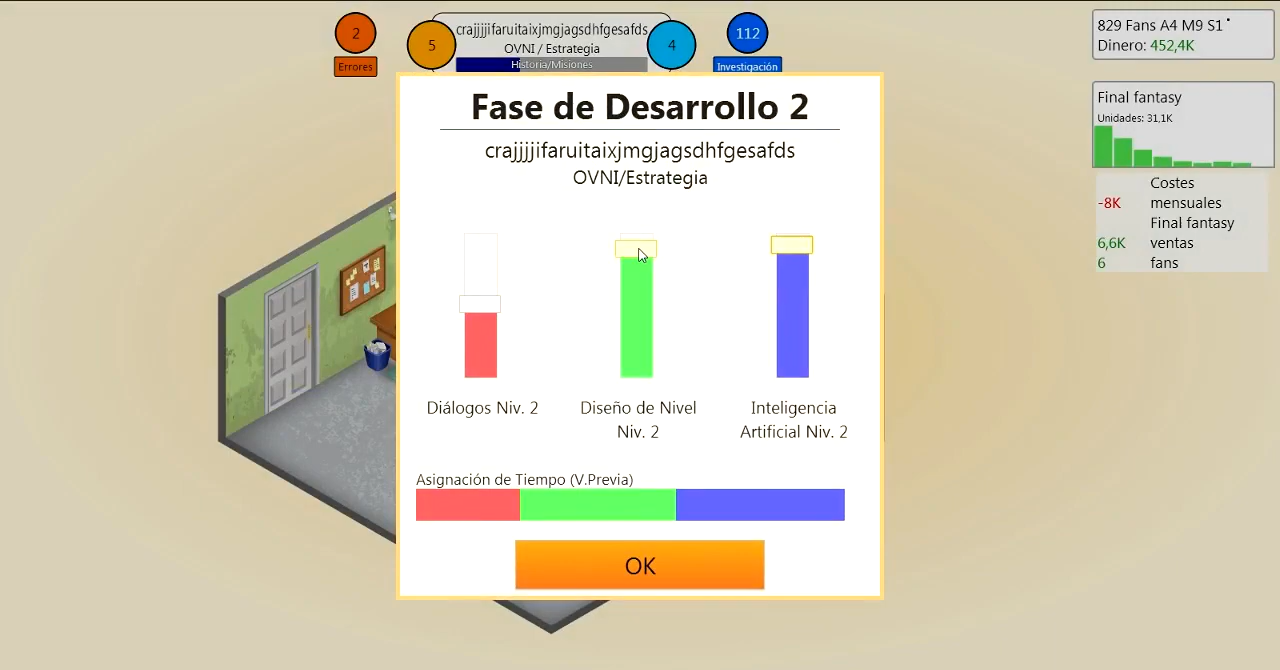 2
Errores
5
crajjjjifaruitaixjmgjagsdhfgesafds
OVNI / Estrategia
Historia/Misiones
4
112
Investigación
829 Fans A4 M9 S1
Dinero: 452,4K
Final fantasy
Unidades: 31,1K
Costes
-8K mensuales
Final fantasy
6,6K ventas
6 fans
Fase de Desarrollo 2
crajjjjifaruitaixjmgjagsdhfgesafds
OVNI/Estrategia
Diálogos Niv. 2
Diseño de Nivel
Niv. 2
Inteligencia
Artificial Niv. 2
Asignación de Tiempo (V.Previa)
OK